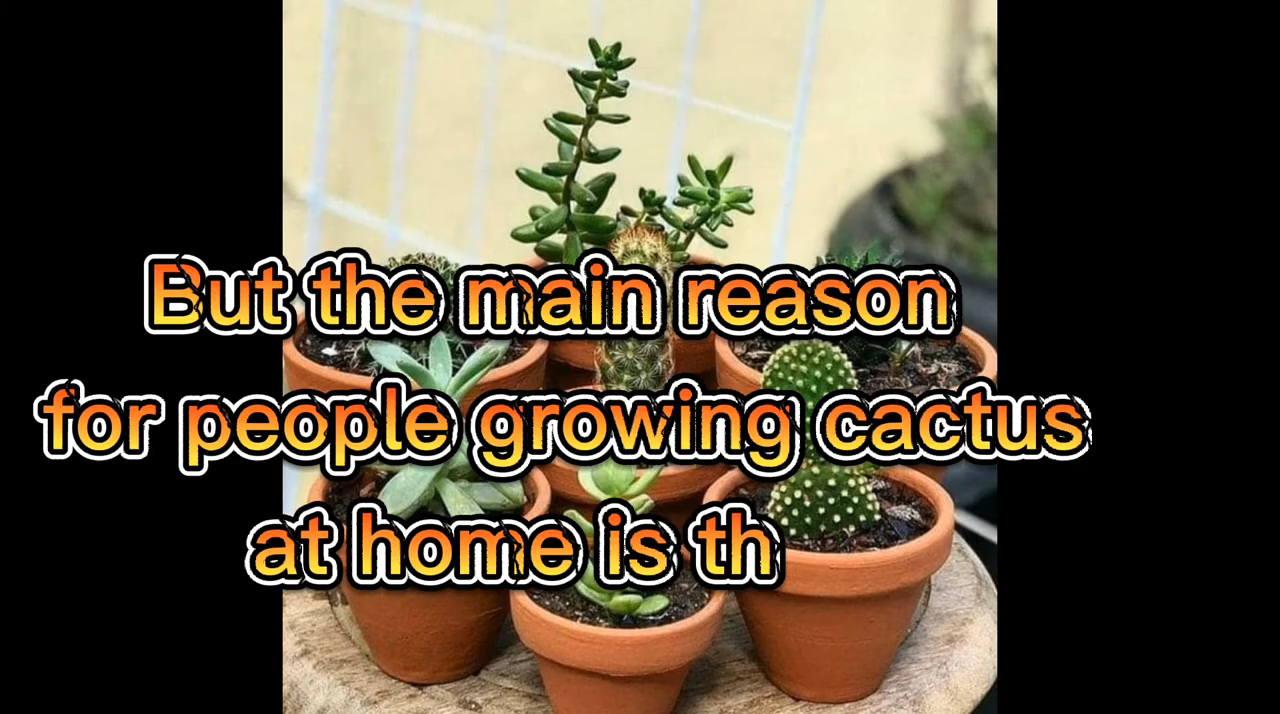 But the main reason
for people growing cactus
at home is th